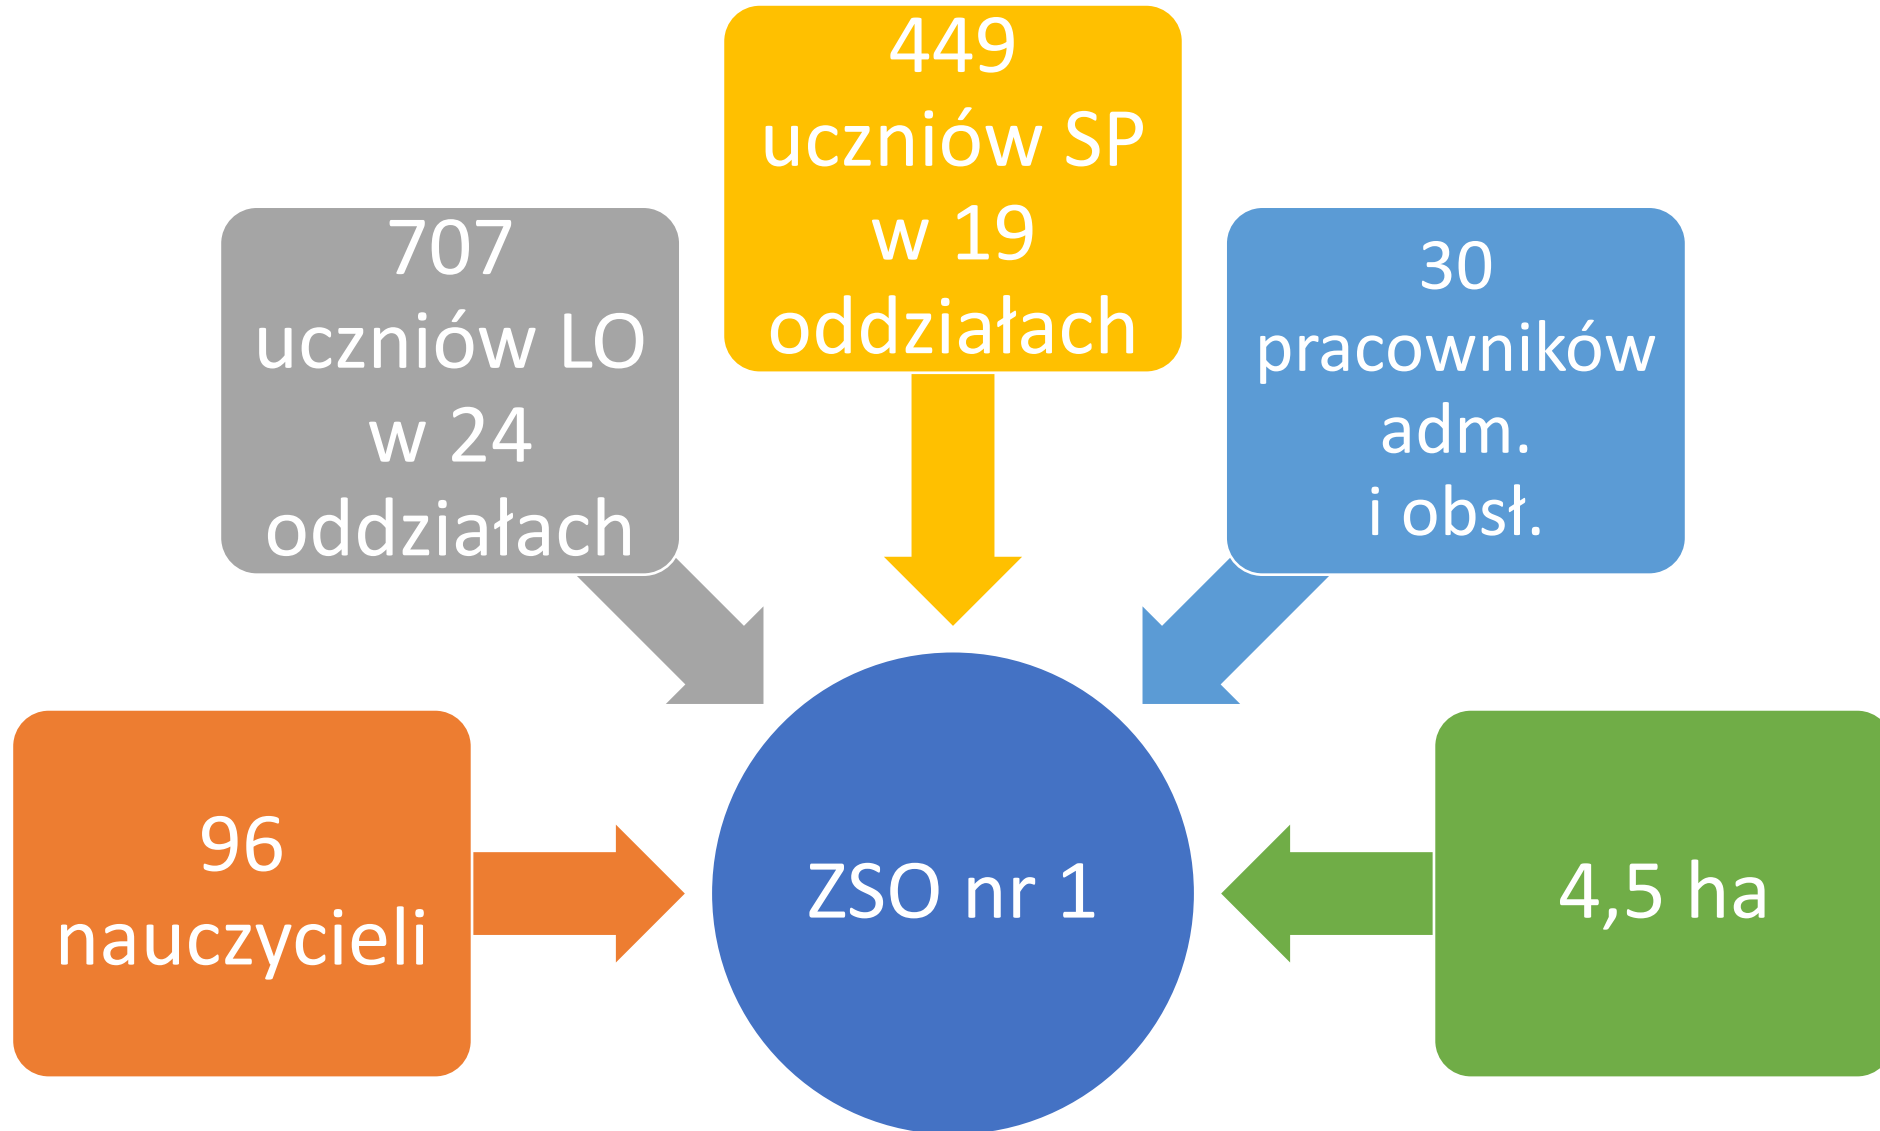 449
uczniów SP
w 19
oddziałach
707
uczniów LO
w 24
oddziałach
30
pracowników
adm.
i obsł.
96
nauczycieli
ZSO nr 1
4,5 ha